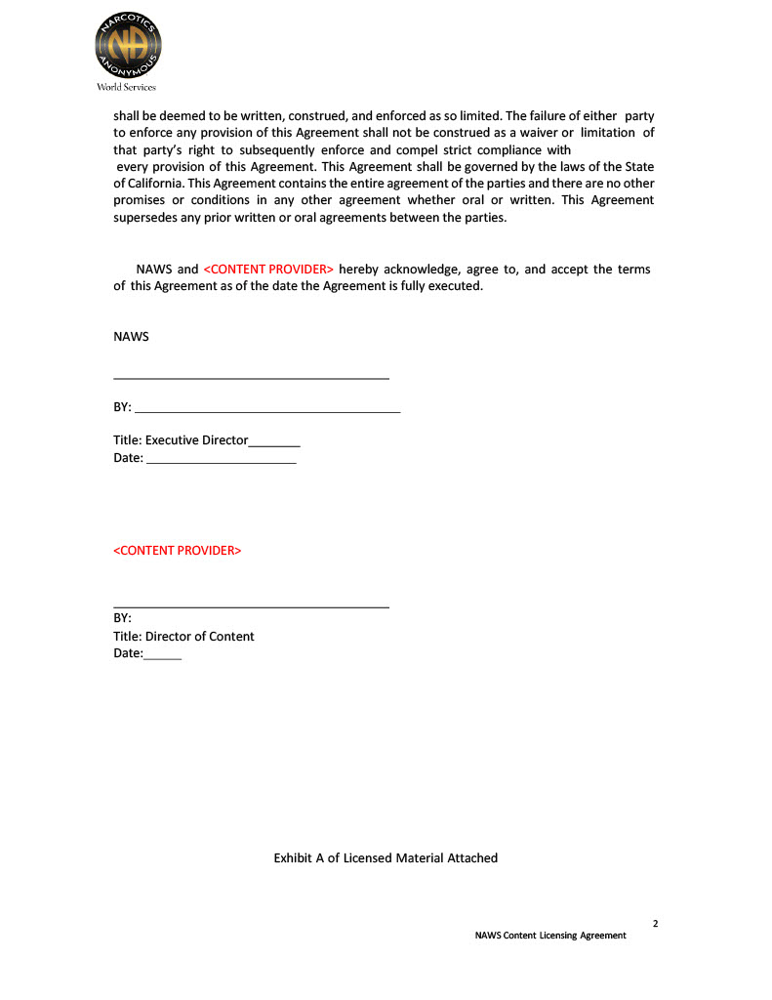 NARCOTICS
NA
ANONYMOUS
World Services
shall be deemed to be written, construed, and enforced as so limited. The failure of either party
to enforce any provision of this Agreement shall not be construed as a waiver or limitation of
that party’s right to subsequently enforce and compel strict compliance with
every provision of this Agreement. This Agreement shall be governed by the laws of the State
of California. This Agreement contains the entire agreement of the parties and there are no other
promises or conditions in any other agreement whether oral or written. This Agreement
supersedes any prior written or oral agreements between the parties.
NAWS and <CONTENT PROVIDER> hereby acknowledge, agree to, and accept the terms
of this Agreement as of the date the Agreement is fully executed.
NAWS
BY: ________________________________________
Title: Executive Director________
Date: _______________________
<CONTENT PROVIDER>
BY:
Title: Director of Content
Date:______
Exhibit A of Licensed Material Attached
2
NAWS Content Licensing Agreement